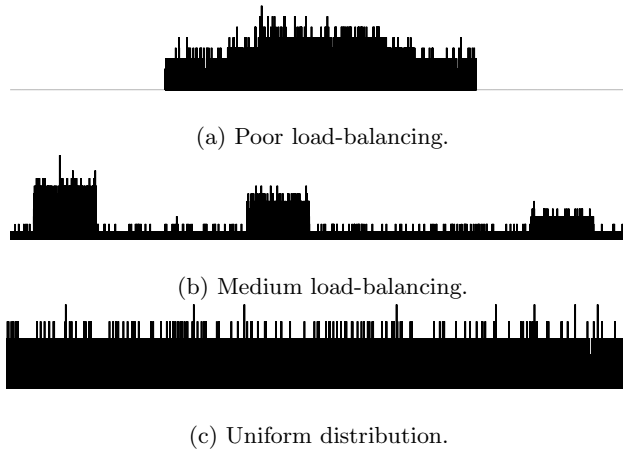 (a) Poor load-balancing.
(b) Medium load-balancing.
(c) Uniform distribution.